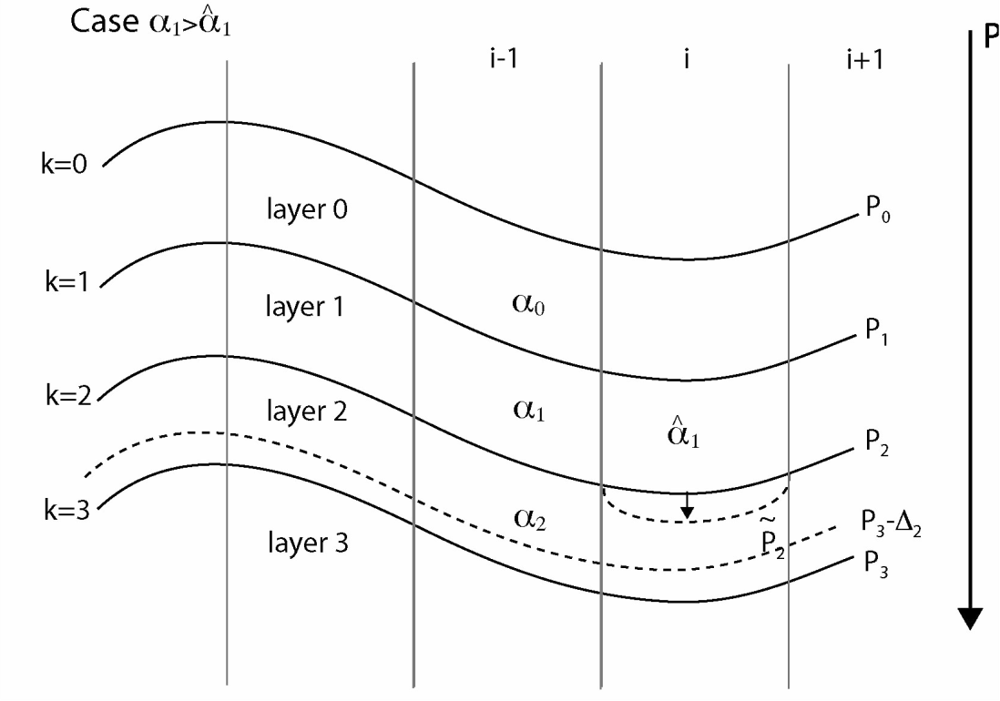 Case α₁>α̂₁
P
i-1
i
i+1
k=0
layer 0
P₀
k=1
layer 1
α₀
P₁
k=2
layer 2
α₁
α̂₁
P₂
k=3
layer 3
α₂
P̃₂
P₃-Δ₂
P₃